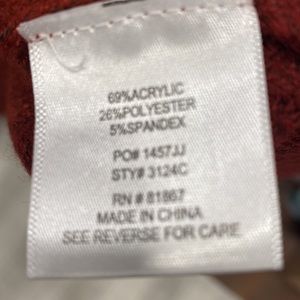 69%ACRYLIC
26%POLYESTER
5%SPANDEX
PO# 1457JJ
STY# 3124C
RN # 81867
MADE IN CHINA
SEE REVERSE FOR CARE